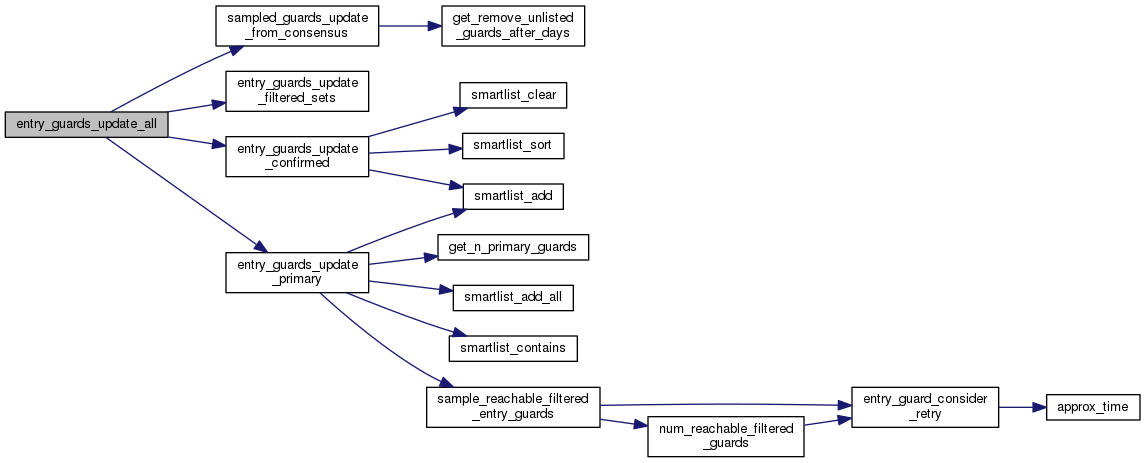 sampled_guards_update
_from_consensus
get_remove_unlisted
_guards_after_days
entry_guards_update
_filtered_sets
smartlist_clear
entry_guards_update_all
smartlist_sort
entry_guards_update
_confirmed
smartlist_add
get_n_primary_guards
entry_guards_update
_primary
smartlist_add_all
smartlist_contains
sample_reachable_filtered
_entry_guards
entry_guard_consider
_retry
approx_time
num_reachable_filtered
_guards